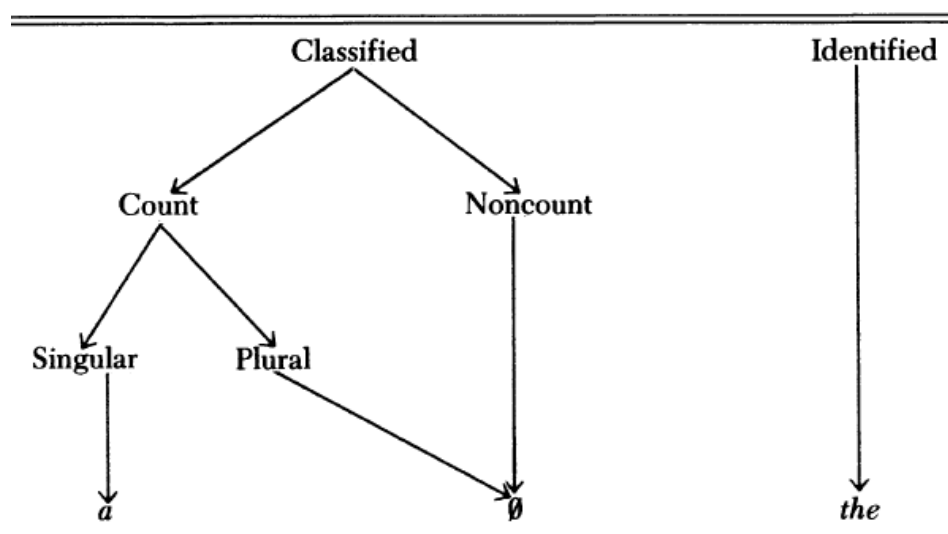 Classified Identified
Count Noncount
Singular Plural
a Ø the